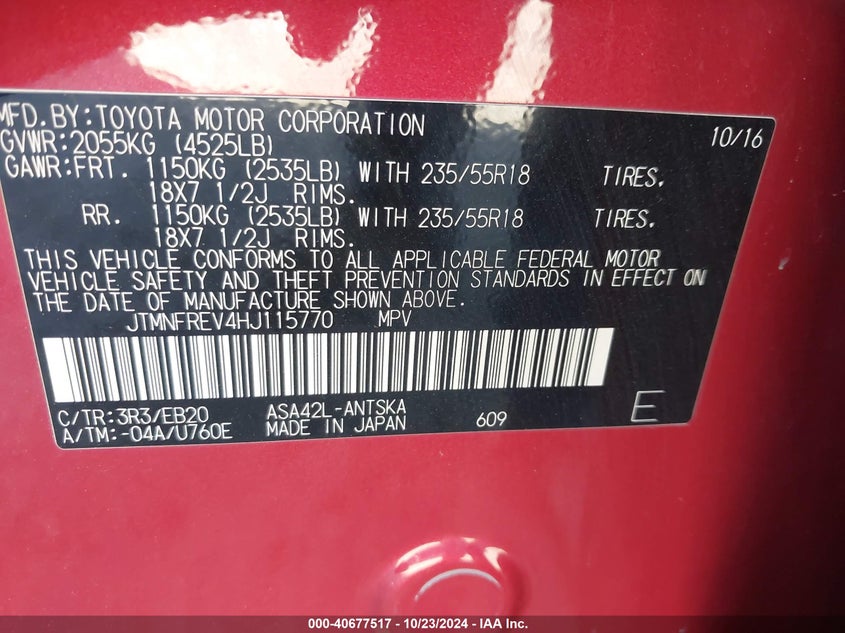 MFD.BY:TOYOTA MOTOR CORPORATION 10/16
GVWR:2055KG (4525LB)
GAWR:FRT. 1150KG (2535LB) WITH 235/55R18 TIRES.
18X7 1/2J RIMS.
RR. 1150KG (2535LB) WITH 235/55R18 TIRES.
18X7 1/2J RIMS.
THIS VEHICLE CONFORMS TO ALL APPLICABLE FEDERAL MOTOR
VEHICLE SAFETY AND THEFT PREVENTION STANDARDS IN EFFECT ON
THE DATE OF MANUFACTURE SHOWN ABOVE.
JTMNFREV4HJ115770 MPV
C/TR:3R3/EB20 ASA42L-ANTSKA
A/TM:-04A/U760E MADE IN JAPAN 609 E
000-40677517 - 10/23/2024 - IAA Inc.